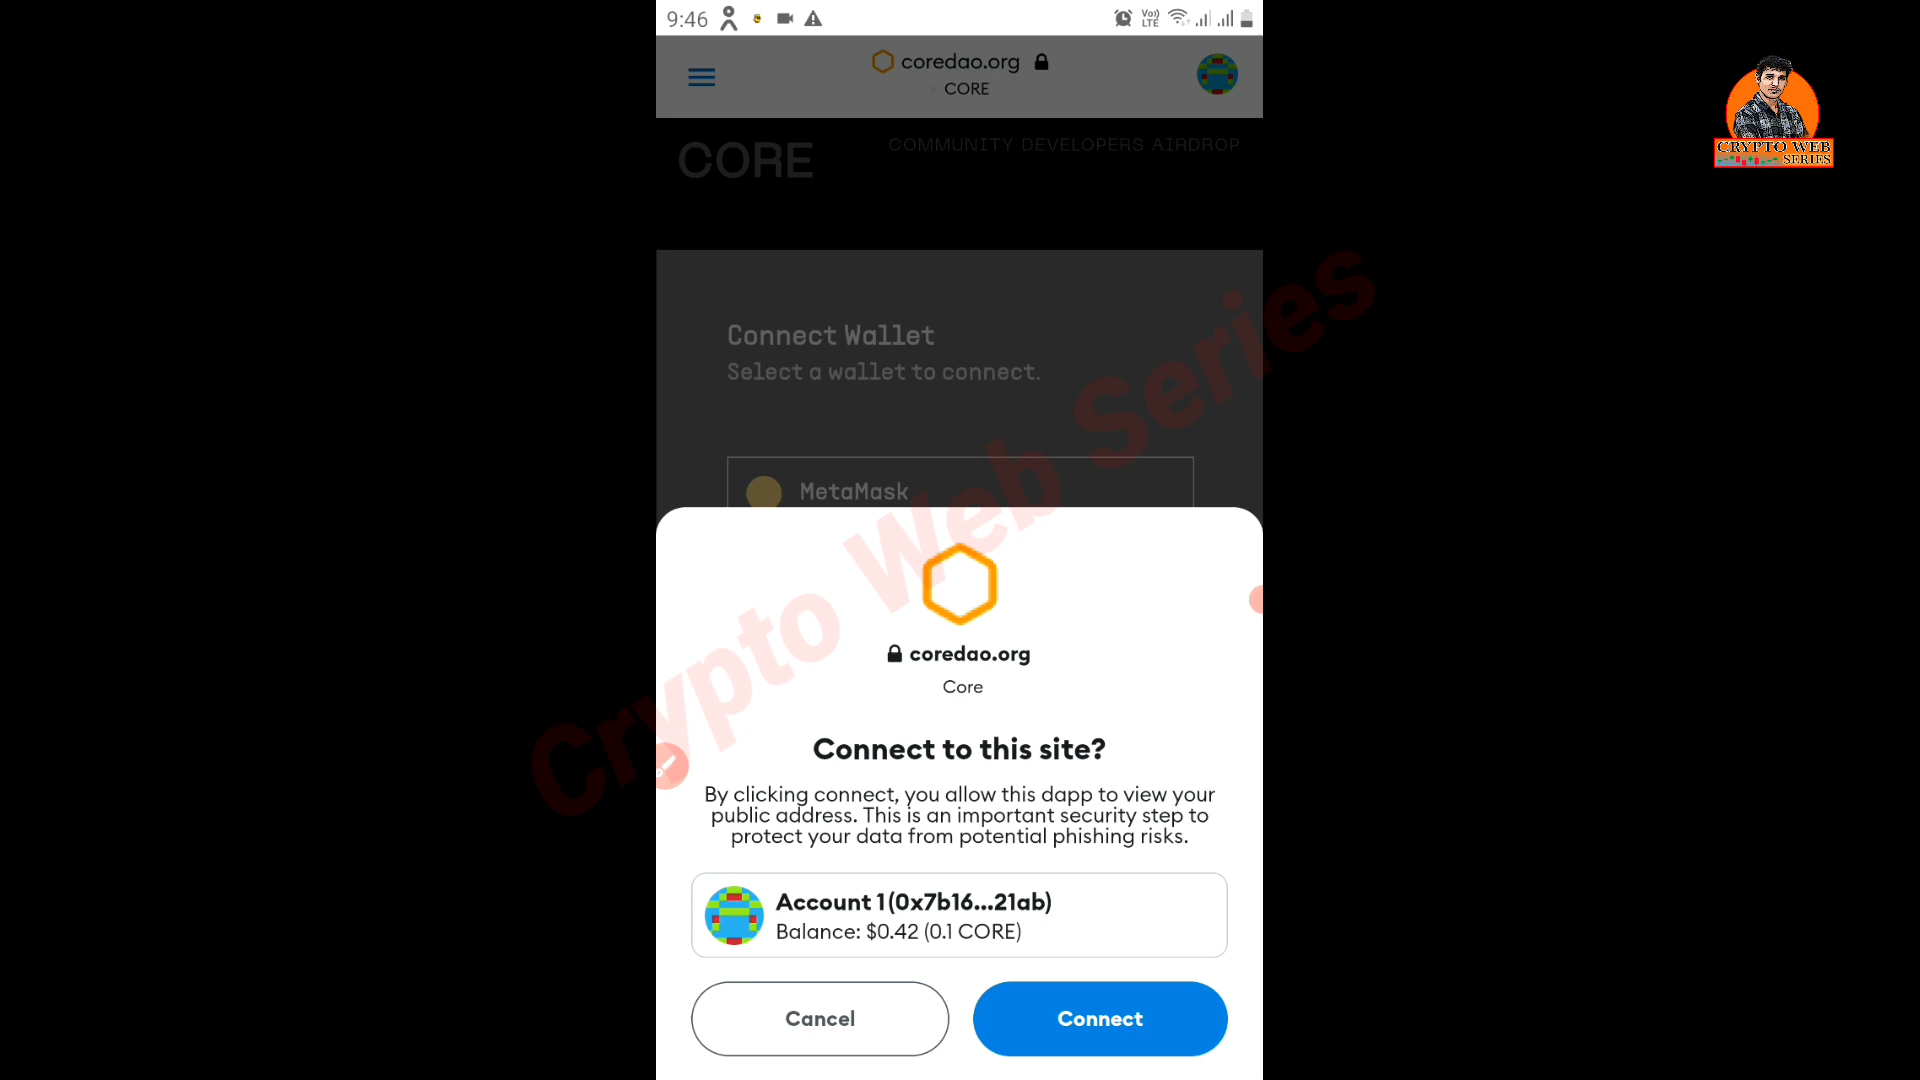 9:46
Vo))
LTE
coredao.org
CORE
CORE
COMMUNITY DEVELOPERS AIRDROP
CRYPTO WEB
SERIES
Connect Wallet
Select a wallet to connect.
MetaMask
Crypto Web Series
coredao.org
Core
Connect to this site?
By clicking connect, you allow this dapp to view your
public address. This is an important security step to
protect your data from potential phishing risks.
Account 1 (0x7b16...21ab)
Balance: $0.42 (0.1 CORE)
Cancel
Connect